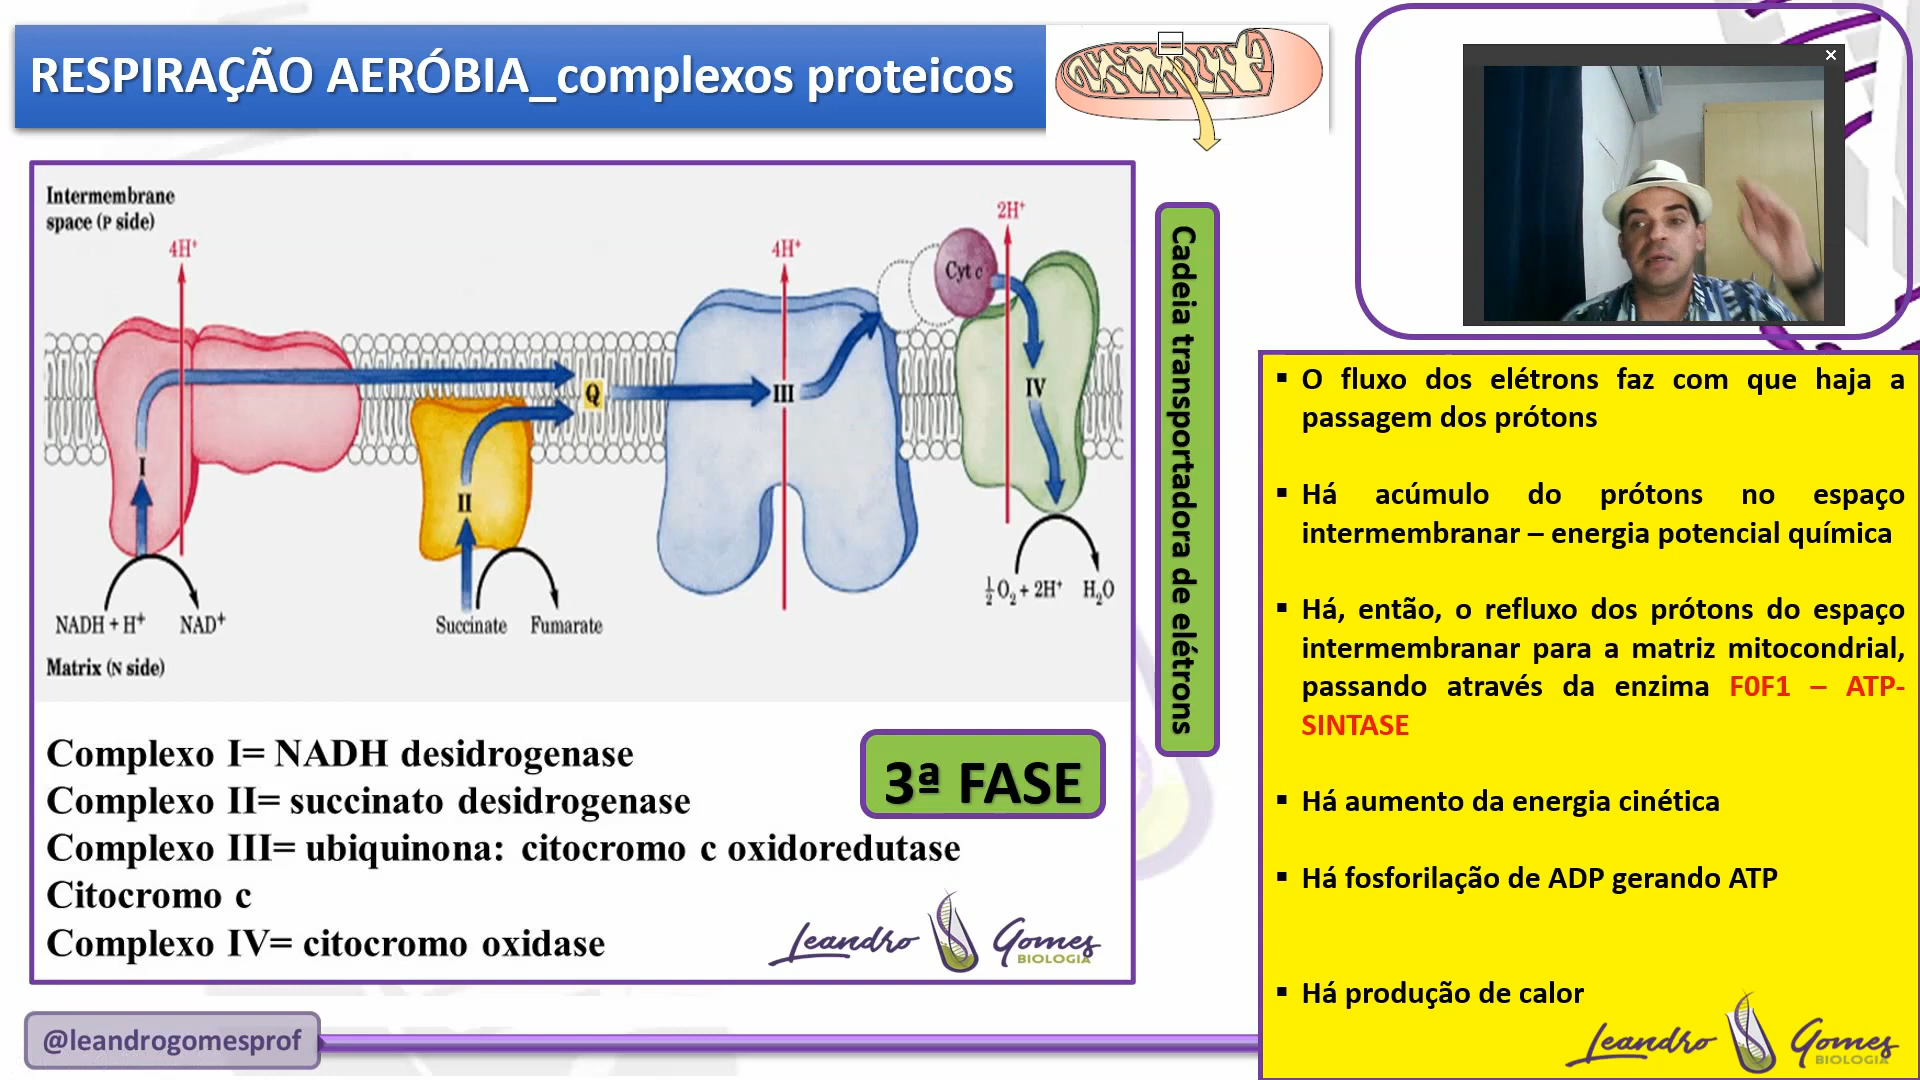 RESPIRAÇÃO AERÓBIA_complexos proteicos
Intermembrane
space (P side)
4H⁺
4H⁺
2H⁺
Cyt c
Q
III
IV
I
II
NADH + H⁺
NAD⁺
Succinate
Fumarate
½O₂ + 2H⁺
H₂O
Matrix (N side)
Cadeia transportadora de elétrons
Complexo I= NADH desidrogenase
Complexo II= succinato desidrogenase
Complexo III= ubiquinona: citocromo c oxidoredutase
Citocromo c
Complexo IV= citocromo oxidase
3ª FASE
Leandro Gomes
BIOLOGIA
@leandrogomesprof
▪ O fluxo dos elétrons faz com que haja a
passagem dos prótons
▪ Há acúmulo do prótons no espaço
intermembranar – energia potencial química
▪ Há, então, o refluxo dos prótons do espaço
intermembranar para a matriz mitocondrial,
passando através da enzima F0F1 – ATP-
SINTASE
▪ Há aumento da energia cinética
▪ Há fosforilação de ADP gerando ATP
▪ Há produção de calor
Leandro Gomes
BIOLOGIA